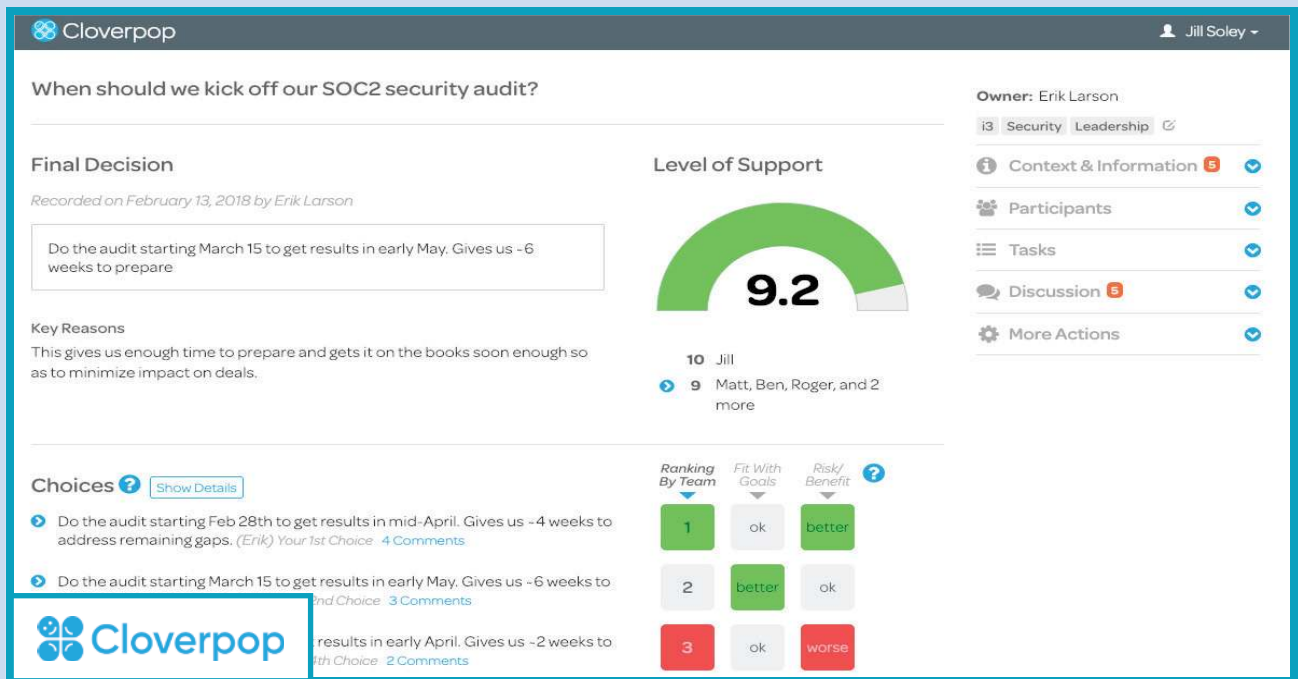 Cloverpop
Jill Soley
When should we kick off our SOC2 security audit?
Owner: Erik Larson
i3 Security Leadership
Final Decision
Recorded on February 13, 2018 by Erik Larson
Do the audit starting March 15 to get results in early May. Gives us ~6
weeks to prepare
Key Reasons
This gives us enough time to prepare and gets it on the books soon enough so
as to minimize impact on deals.
Level of Support
9.2
10 Jill
9 Matt, Ben, Roger, and 2
more
Context & Information 5
Participants
Tasks
Discussion 5
More Actions
Choices ? Show Details
Ranking By Team
Fit With Goals
Risk/ Benefit
?
Do the audit starting Feb 28th to get results in mid-April. Gives us ~4 weeks to
address remaining gaps. (Erik) Your 1st Choice 4 Comments
1 ok better
Do the audit starting March 15 to get results in early May. Gives us ~6 weeks to
2nd Choice 3 Comments
2 better ok
results in early April. Gives us ~2 weeks to
4th Choice 2 Comments
3 ok worse
Cloverpop